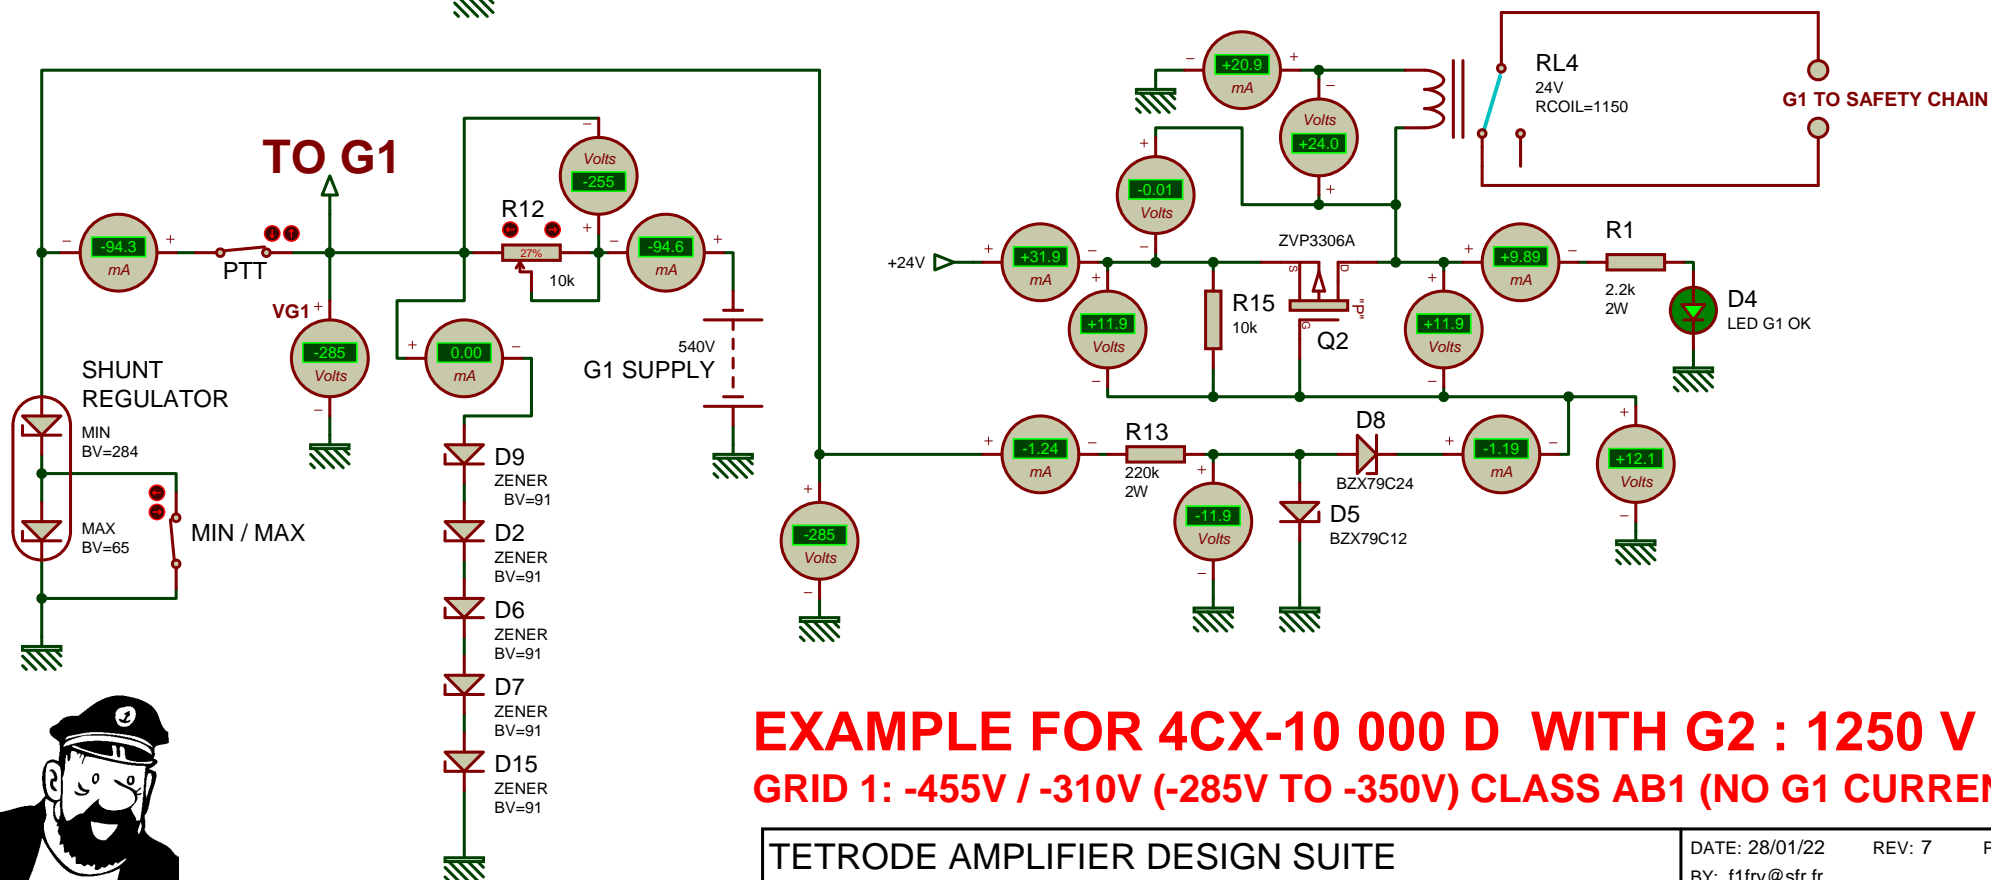 +20.9
mA
RL4
24V
RCOIL=1150
G1 TO SAFETY CHAIN
Volts
+24.0
TO G1
Volts
-255
-0.01
Volts
R12
27%
10k
-94.3
mA
PTT
-94.6
mA
+24V
+31.9
mA
ZVP3306A
S
D
G
"P"
Q2
+9.89
mA
R1
2.2k
2W
D4
LED G1 OK
VG1
-285
Volts
0.00
mA
540V
G1 SUPPLY
+11.9
Volts
R15
10k
+11.9
Volts
SHUNT
REGULATOR
MIN
BV=284
MAX
BV=65
MIN / MAX
D9
ZENER
BV=91
D2
ZENER
BV=91
D6
ZENER
BV=91
D7
ZENER
BV=91
D15
ZENER
BV=91
-285
Volts
-1.24
mA
R13
220k
2W
-11.9
Volts
D8
BZX79C24
D5
BZX79C12
-1.19
mA
+12.1
Volts
EXAMPLE FOR 4CX-10 000 D WITH G2 : 1250 V
GRID 1: -455V / -310V (-285V TO -350V) CLASS AB1 (NO G1 CURREN
TETRODE AMPLIFIER DESIGN SUITE
DATE: 28/01/22 REV: 7 P
BY: f1frv@sfr.fr